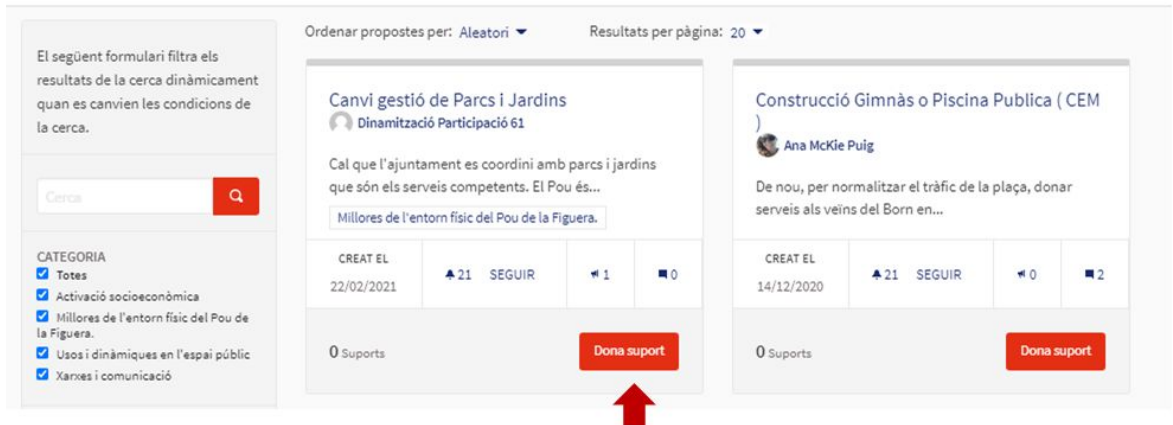 El següent formulari filtra els
resultats de la cerca dinàmicament
quan es canvien les condicions de
la cerca.
Cerca
CATEGORIA
Totes
Activació socioeconòmica
Millores de l'entorn físic del Pou de
la Figuera.
Usos i dinàmiques en l'espai públic
Xarxes i comunicació
Ordenar propostes per: Aleatori
Resultats per pàgina: 20
Canvi gestió de Parcs i Jardins
Dinamització Participació 61
Cal que l'ajuntament es coordini amb parcs i jardins
que són els serveis competents. El Pou és...
Millores de l'entorn físic del Pou de la Figuera.
CREAT EL
22/02/2021
21 SEGUIR
1
0
0 Suports
Dona suport
Construcció Gimnàs o Piscina Publica ( CEM
)
Ana McKie Puig
De nou, per normalitzar el tràfic de la plaça, donar
serveis als veïns del Born en...
CREAT EL
14/12/2020
21 SEGUIR
0
2
0 Suports
Dona suport